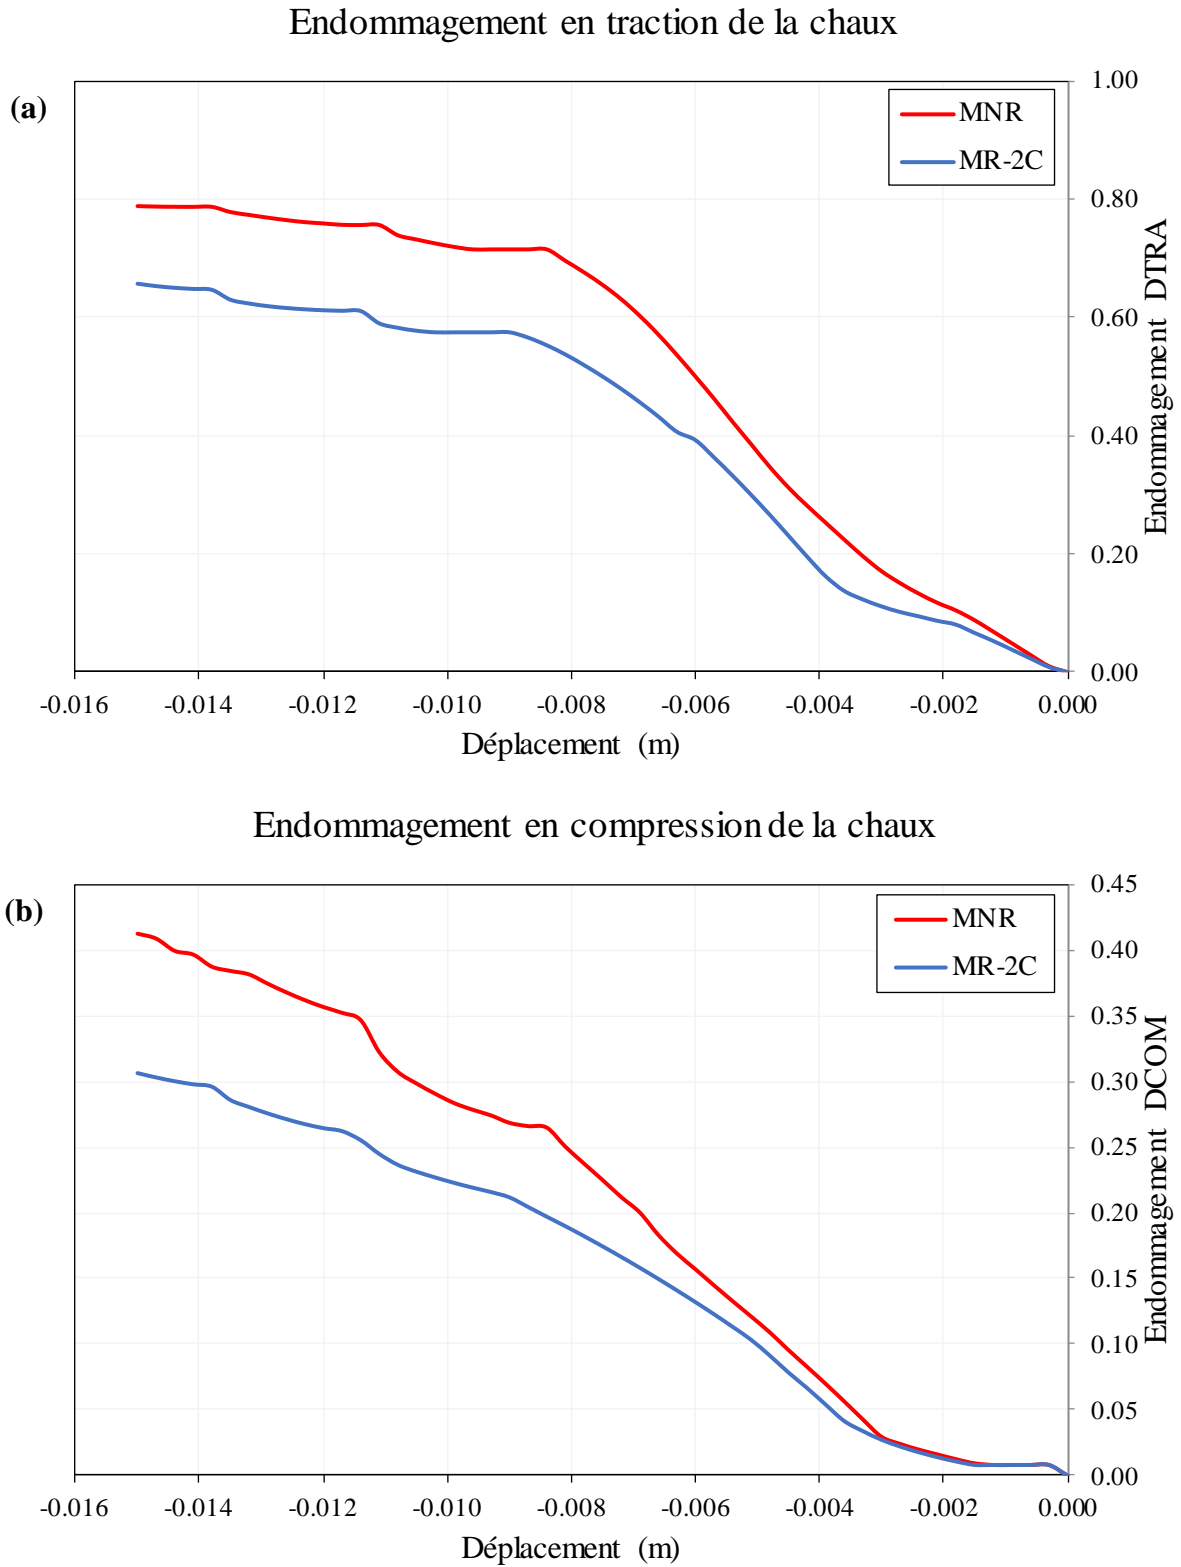 Endommagement en traction de la chaux
(a)
MNR
MR-2C
1.00
0.80
0.60
0.40
0.20
0.00
Endommagement DTRA
-0.016 -0.014 -0.012 -0.010 -0.008 -0.006 -0.004 -0.002 0.000
Déplacement (m)
Endommagement en compression de la chaux
(b)
MNR
MR-2C
0.45
0.40
0.35
0.30
0.25
0.20
0.15
0.10
0.05
0.00
Endommagement DCOM
-0.016 -0.014 -0.012 -0.010 -0.008 -0.006 -0.004 -0.002 0.000
Déplacement (m)